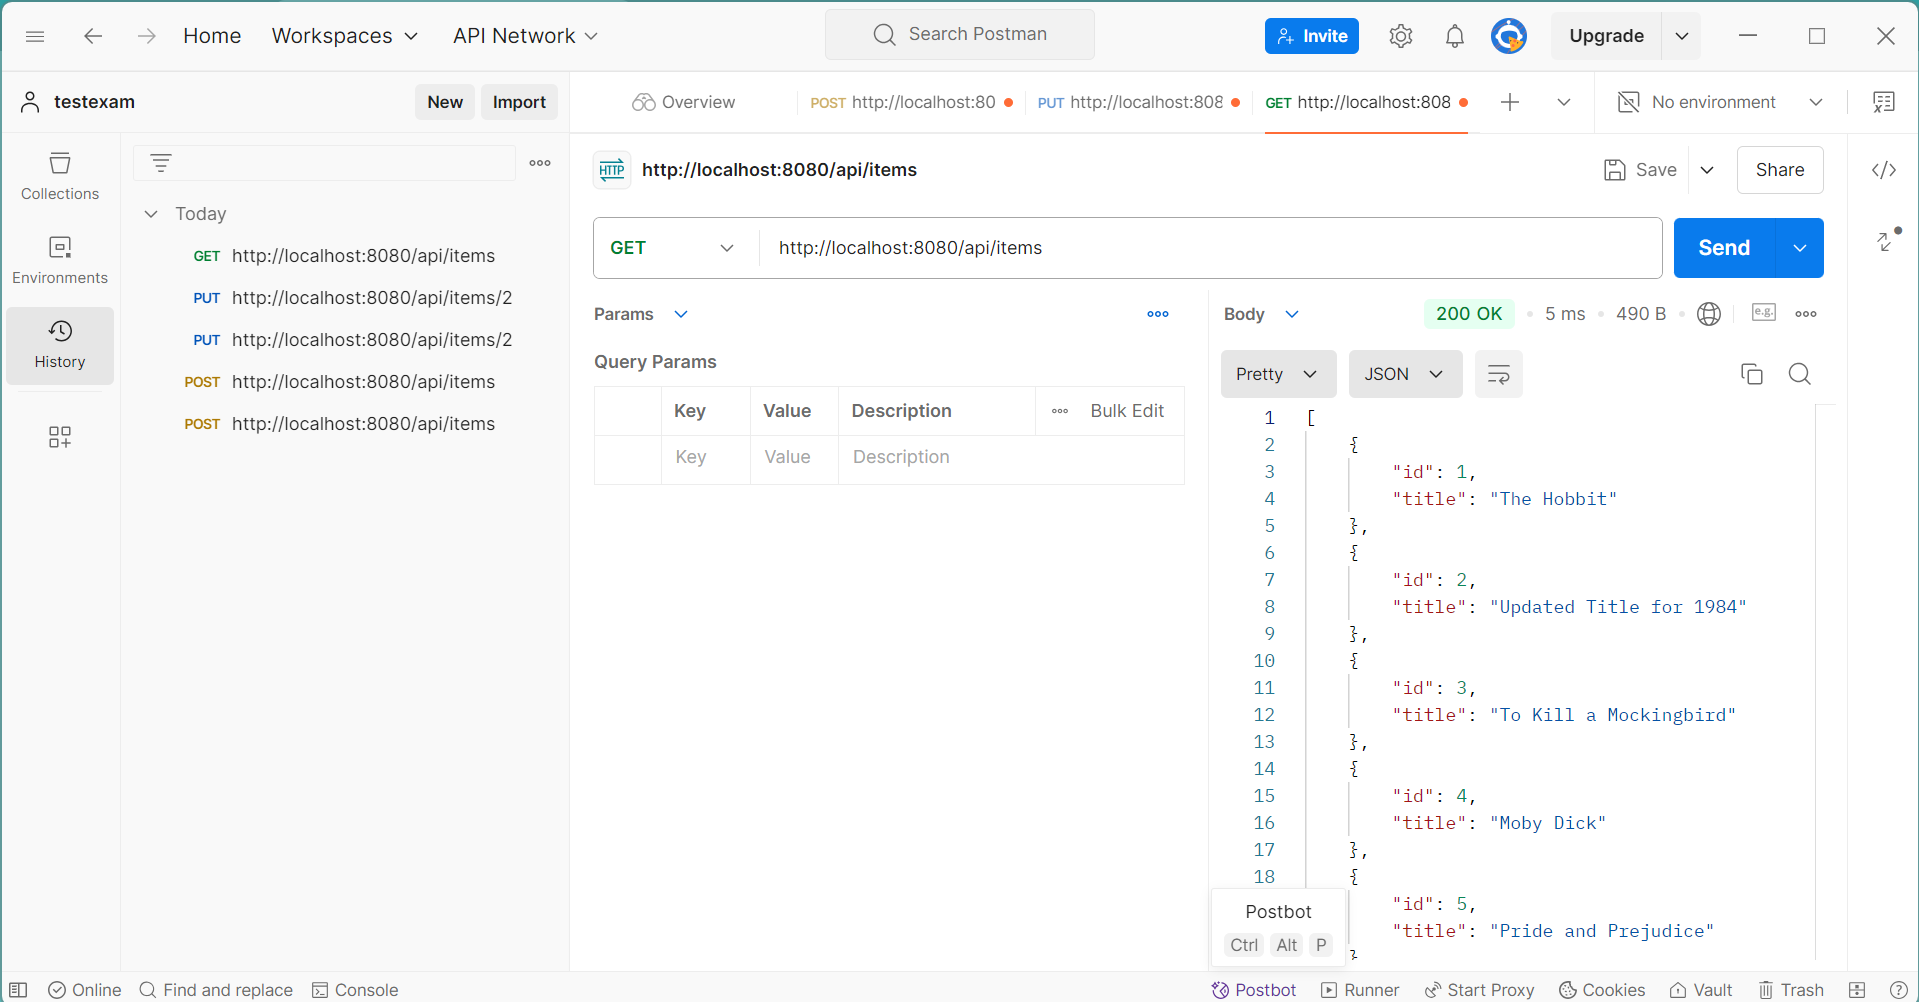 Home Workspaces API Network Search Postman Invite Upgrade
testexam New Import Overview POST http://localhost:80 PUT http://localhost:808 GET http://localhost:808 No environment
HTTP http://localhost:8080/api/items Save Share
Collections
Environments
History
Today
GET http://localhost:8080/api/items
PUT http://localhost:8080/api/items/2
PUT http://localhost:8080/api/items/2
POST http://localhost:8080/api/items
POST http://localhost:8080/api/items
GET http://localhost:8080/api/items Send
Params
Query Params
Key Value Description Bulk Edit
Key Value Description
Body 200 OK 5 ms 490 B e.g.
Pretty JSON
1 [
2 {
3 "id": 1,
4 "title": "The Hobbit"
5 },
6 {
7 "id": 2,
8 "title": "Updated Title for 1984"
9 },
10 {
11 "id": 3,
12 "title": "To Kill a Mockingbird"
13 },
14 {
15 "id": 4,
16 "title": "Moby Dick"
17 },
18 {
"id": 5,
"title": "Pride and Prejudice"
}
Postbot
Ctrl Alt P
Online Find and replace Console Postbot Runner Start Proxy Cookies Vault Trash